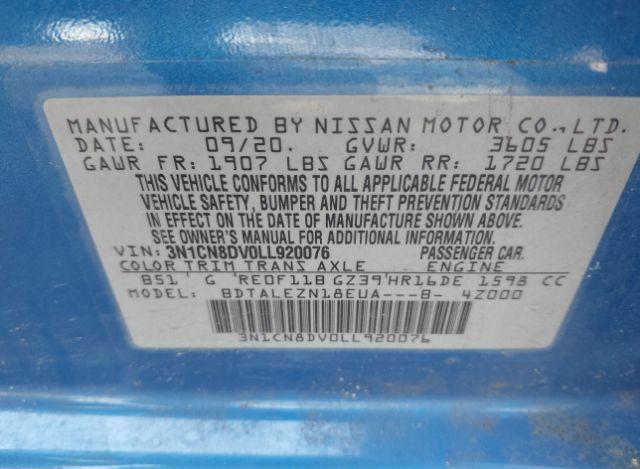 MANUFACTURED BY NISSAN MOTOR CO., LTD.
DATE: 09/20. GVWR: 3605 LBS
GAWR FR: 1907 LBS GAWR RR: 1720 LBS
THIS VEHICLE CONFORMS TO ALL APPLICABLE FEDERAL MOTOR
VEHICLE SAFETY, BUMPER AND THEFT PREVENTION STANDARDS
IN EFFECT ON THE DATE OF MANUFACTURE SHOWN ABOVE.
SEE OWNER'S MANUAL FOR ADDITIONAL INFORMATION.
VIN: 3N1CN8DV0LL920076 PASSENGER CAR.
COLOR TRIM TRANS AXLE ENGINE
B51 G RE0F11B GZ39 HR16DE 1598 CC
MODEL: BDTALEZN18EUA---B- 4Z000
3N1CN8DV0LL920076